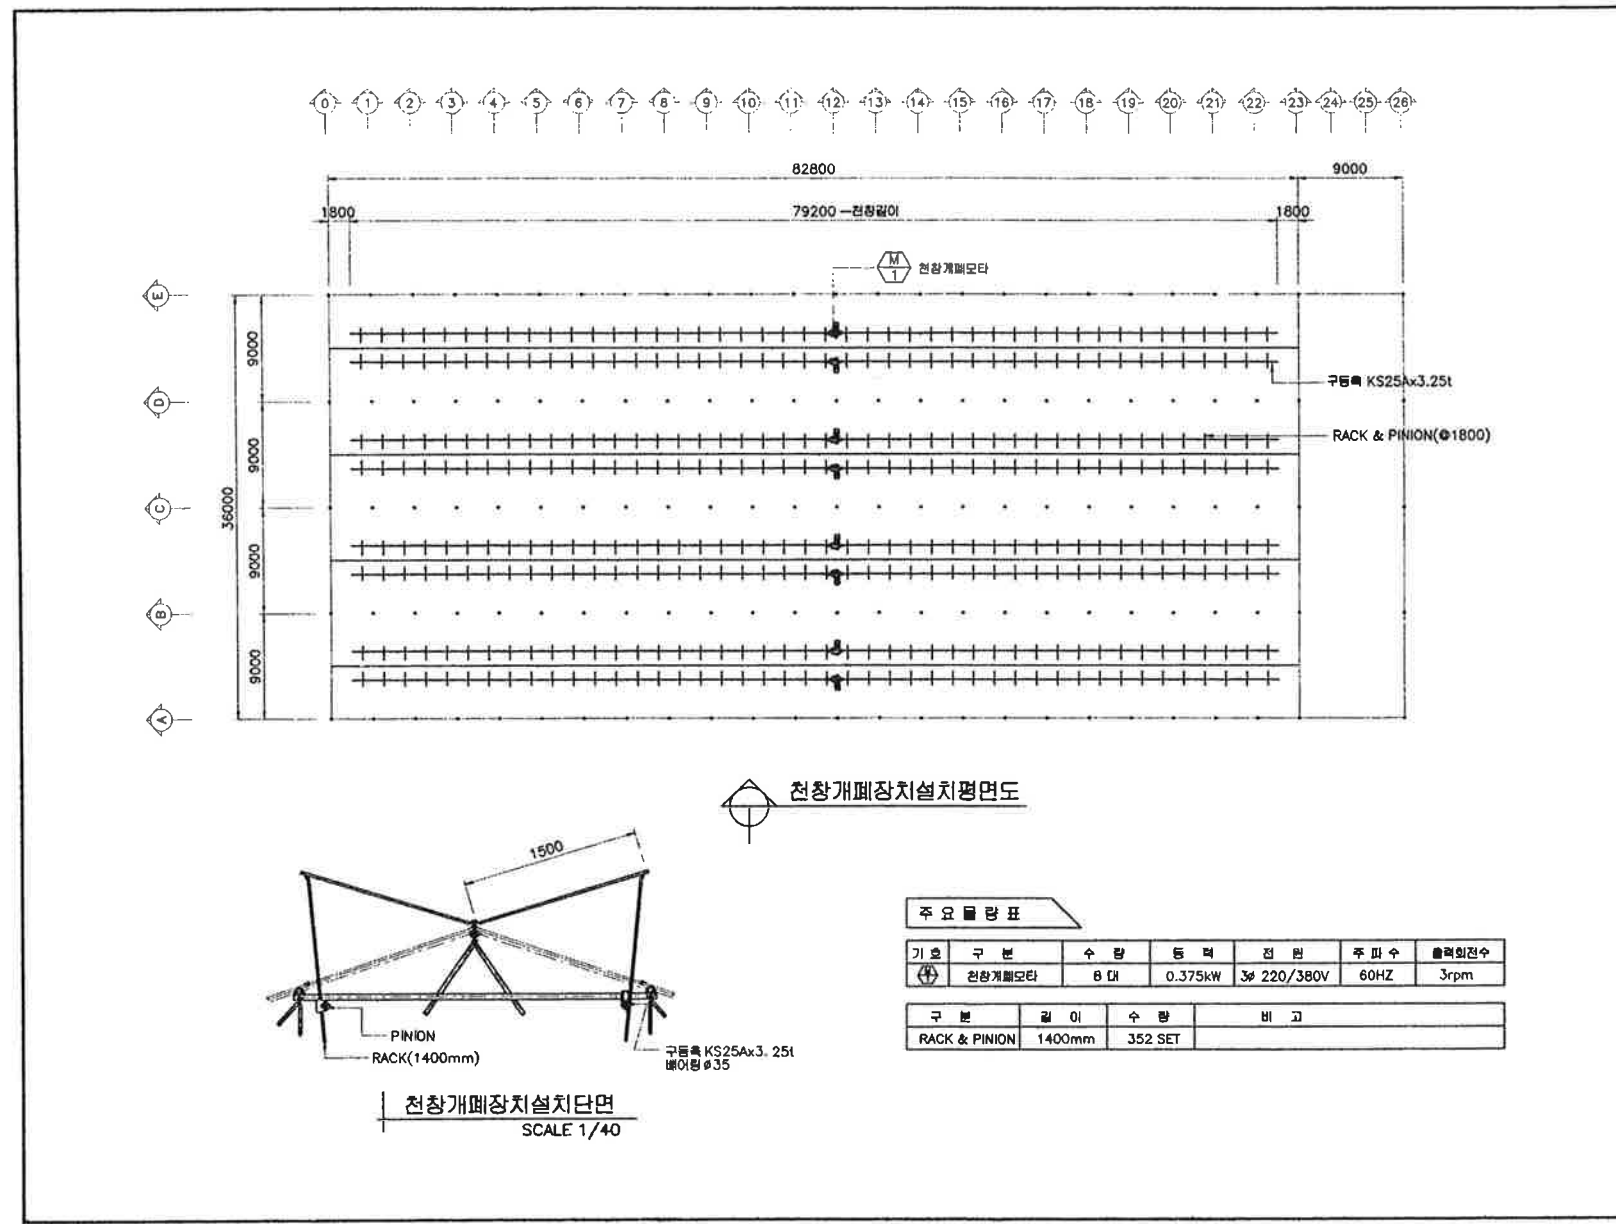 0 1 2 3 4 5 6 7 8 9 10 11 12 13 14 15 16 17 18 19 20 21 22 23 24 25 26
82800 9000
1800 79200 —천창길이 1800
M
1
천창개폐모타
E
D
C
B
A
9000
9000
9000
9000
36000
구동축 KS25Ax3.25t
RACK & PINION(@1800)
천창개폐장치설치평면도
1500
PINION
RACK(1400mm)
구동축 KS25Ax3.25t
베어링 ø35
천창개폐장치설치단면
SCALE 1/40
주 요 물 량 표
기 호 구 분 수 량 동 력 전 원 주 파 수 출력회전수
천창개폐모타 8 대 0.375kW 3ø 220/380V 60HZ 3rpm
구 분 길 이 수 량 비 고
RACK & PINION 1400mm 352 SET